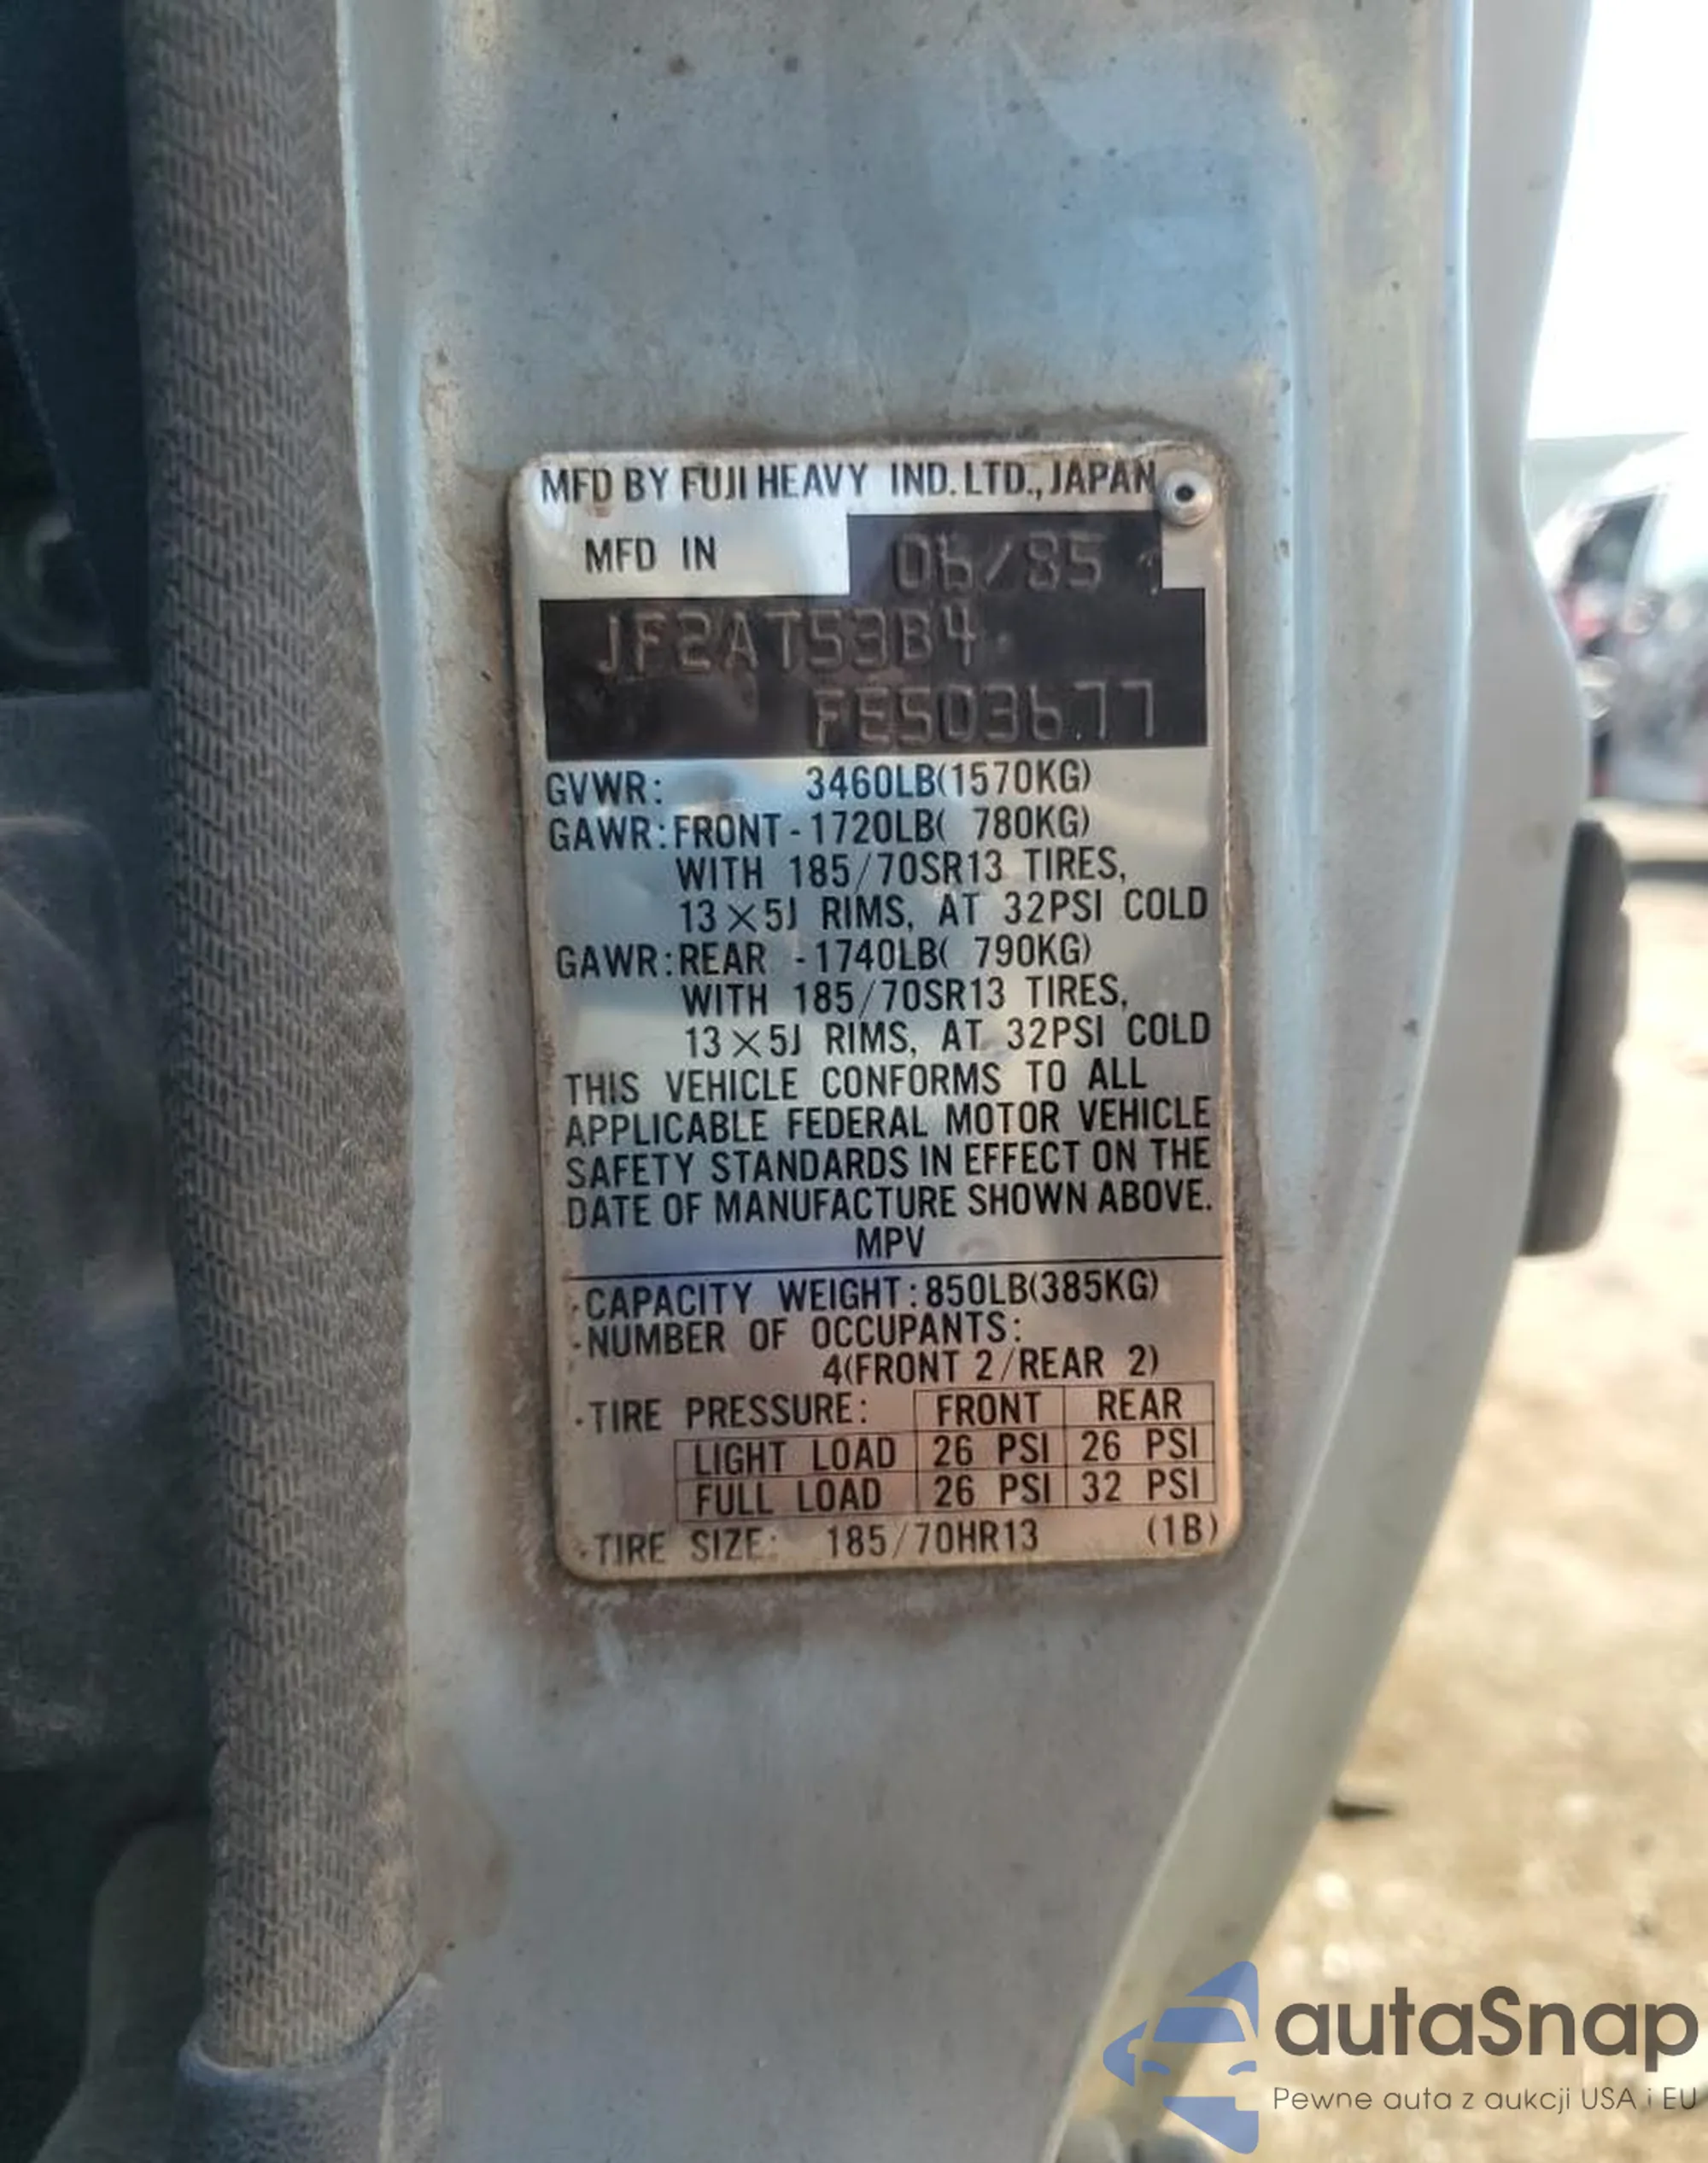 MFD BY FUJI HEAVY IND. LTD., JAPAN
MFD IN 06/85
JF2AT53B4
FE503677
GVWR: 3460LB(1570KG)
GAWR:FRONT-1720LB( 780KG)
WITH 185/70SR13 TIRES,
13×5J RIMS, AT 32PSI COLD
GAWR:REAR -1740LB( 790KG)
WITH 185/70SR13 TIRES,
13×5J RIMS, AT 32PSI COLD
THIS VEHICLE CONFORMS TO ALL
APPLICABLE FEDERAL MOTOR VEHICLE
SAFETY STANDARDS IN EFFECT ON THE
DATE OF MANUFACTURE SHOWN ABOVE.
MPV
·CAPACITY WEIGHT:850LB(385KG)
·NUMBER OF OCCUPANTS:
4(FRONT 2/REAR 2)
·TIRE PRESSURE: FRONT REAR
LIGHT LOAD 26 PSI 26 PSI
FULL LOAD 26 PSI 32 PSI
·TIRE SIZE: 185/70HR13 (1B)
autaSnap
Pewne auta z aukcji USA i EU